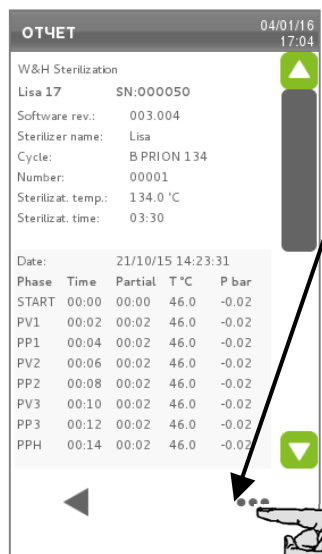 ОТЧЕТ
04/01/16
17:04
W&H Sterilization
Lisa 17 SN:000050
Software rev.: 003.004
Sterilizer name: Lisa
Cycle: B PRION 134
Number: 00001
Sterilizat. temp.: 134.0 °C
Sterilizat. time: 03:30
Date: 21/10/15 14:23:31
Phase Time Partial T °C P bar
START 00:00 00:00 46.0 -0.02
PV1 00:02 00:02 46.0 -0.02
PP1 00:04 00:02 46.0 -0.02
PV2 00:06 00:02 46.0 -0.02
PP2 00:08 00:02 46.0 -0.02
PV3 00:10 00:02 46.0 -0.02
PP3 00:12 00:02 46.0 -0.02
PPH 00:14 00:02 46.0 -0.02